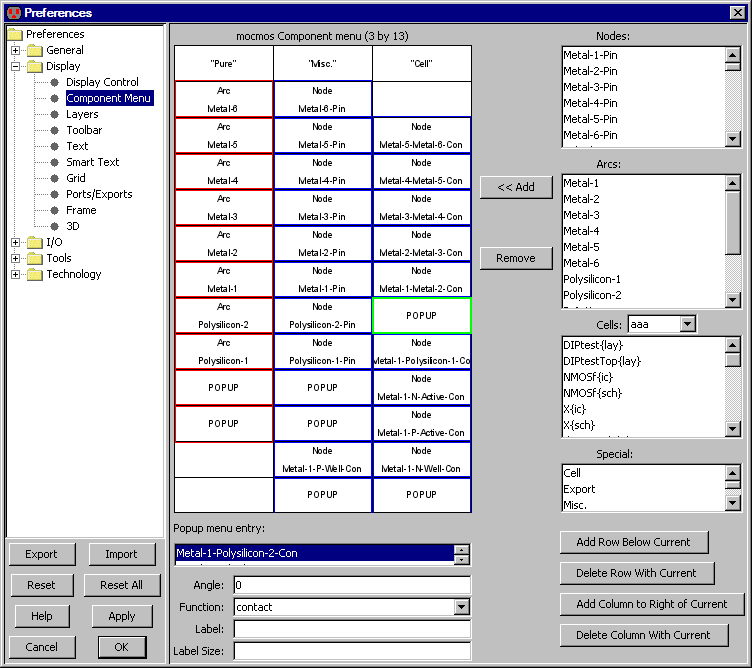 Preferences
Preferences
General
Display
Display Control
Component Menu
Layers
Toolbar
Text
Smart Text
Grid
Ports/Exports
Frame
3D
I/O
Tools
Technology
Export
Import
Reset
Reset All
Help
Apply
Cancel
OK
mocmos Component menu (3 by 13)
"Pure" "Misc." "Cell"
Arc Node
Metal-6 Metal-6-Pin
Arc Node Node
Metal-5 Metal-5-Pin Metal-5-Metal-6-Con
Arc Node Node
Metal-4 Metal-4-Pin Metal-4-Metal-5-Con
Arc Node Node
Metal-3 Metal-3-Pin Metal-3-Metal-4-Con
Arc Node Node
Metal-2 Metal-2-Pin Metal-2-Metal-3-Con
Arc Node Node
Metal-1 Metal-1-Pin Metal-1-Metal-2-Con
Arc Node POPUP
Polysilicon-2 Polysilicon-2-Pin
Arc Node Node
Polysilicon-1 Polysilicon-1-Pin Metal-1-Polysilicon-1-Co
POPUP POPUP Node
Metal-1-N-Active-Con
POPUP POPUP Node
Metal-1-P-Active-Con
Node Node
Metal-1-P-Well-Con Metal-1-N-Well-Con
POPUP POPUP
Popup menu entry:
Metal-1-Polysilicon-2-Con
Angle: 0
Function: contact
Label:
Label Size:
<< Add
Remove
Nodes:
Metal-1-Pin
Metal-2-Pin
Metal-3-Pin
Metal-4-Pin
Metal-5-Pin
Metal-6-Pin
Arcs:
Metal-1
Metal-2
Metal-3
Metal-4
Metal-5
Metal-6
Polysilicon-1
Polysilicon-2
Cells: aaa
DIPtest{lay}
DIPtestTop{lay}
NMOSf{ic}
NMOSf{sch}
X{ic}
X{sch}
Special:
Cell
Export
Misc.
Add Row Below Current
Delete Row With Current
Add Column to Right of Current
Delete Column With Current